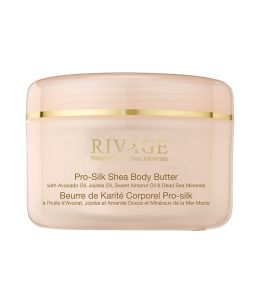 RIVAGE
Natural Dead Sea Minerals
Pro-Silk Shea Body Butter
with Avocado Oil, Jojoba Oil, Sweet Almond Oil & Dead Sea Minerals
Beurre de Karité Corporel Pro-silk
à l'huile d'Avocat, Jojoba et Amande Douce et Minéraux de la Mer Morte